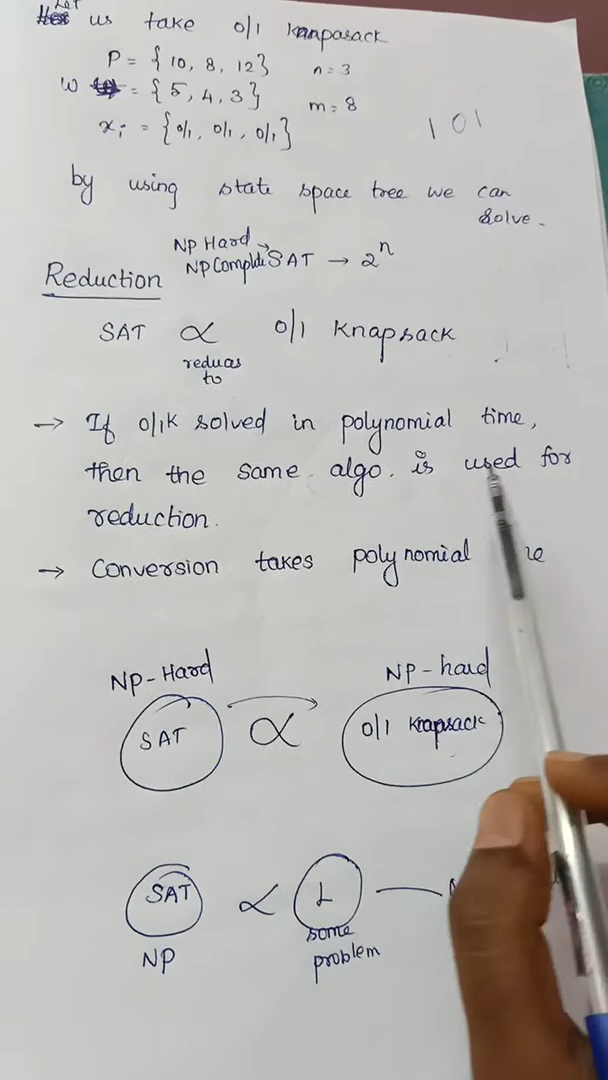 Let
us take 0/1 Knapasack
P = {10, 8, 12} n = 3
W = {5, 4, 3} m = 8
xi = {0/1, 0/1, 0/1}
1 0 1
by using state space tree we can
solve.
NP Hard →
Reduction NP Complete SAT → 2^n
SAT ∝ 0/1 Knapsack
reduces
to
→ If 0/1K solved in polynomial time,
then the same algo. is used for
reduction.
→ Conversion takes polynomial
NP-Hard NP-hard
SAT ∝ 0/1 Knapsack
SAT ∝ L
NP some
problem